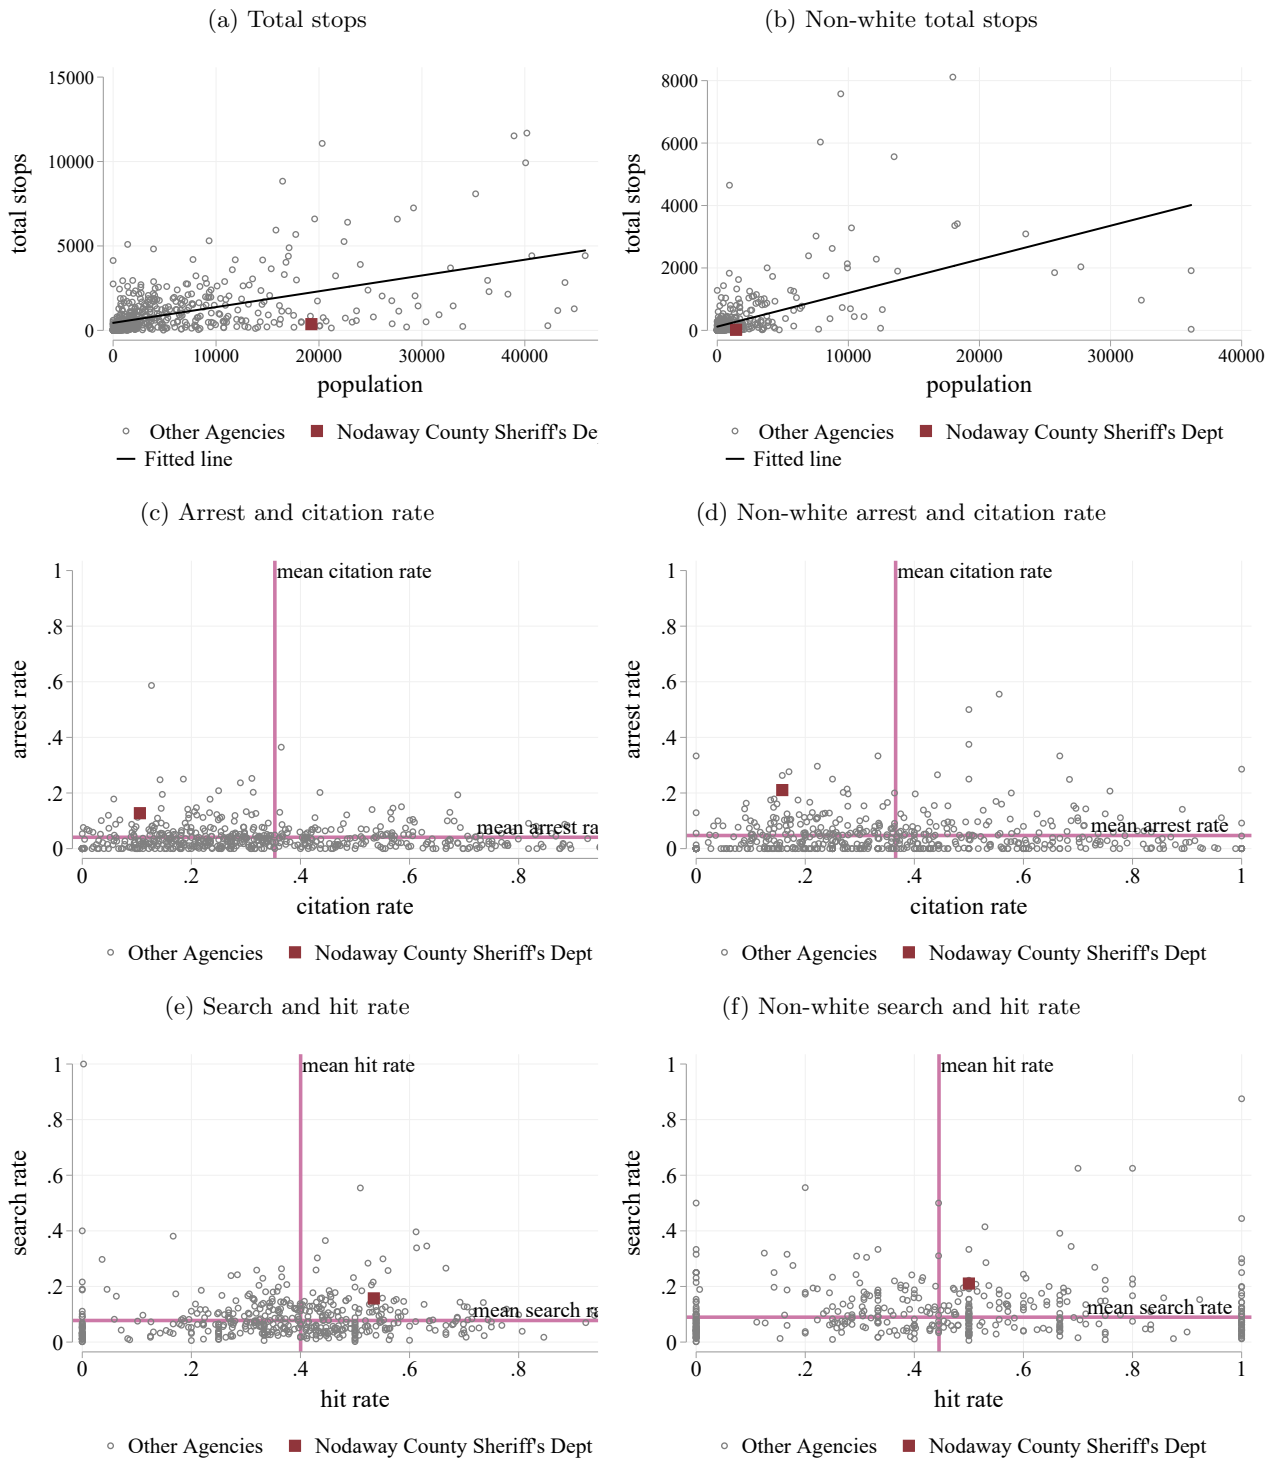 (a) Total stops
(b) Non-white total stops
total stops
15000
10000
5000
0
0 10000 20000 30000 40000
population
Other Agencies Nodaway County Sheriff's De
Fitted line
total stops
8000
6000
4000
2000
0
0 10000 20000 30000 40000
population
Other Agencies Nodaway County Sheriff's Dept
Fitted line
(c) Arrest and citation rate
(d) Non-white arrest and citation rate
arrest rate
1
.8
.6
.4
.2
0
mean citation rate
mean arrest ra
0 .2 .4 .6 .8
citation rate
Other Agencies Nodaway County Sheriff's Dept
arrest rate
1
.8
.6
.4
.2
0
mean citation rate
mean arrest rate
0 .2 .4 .6 .8 1
citation rate
Other Agencies Nodaway County Sheriff's Dept
(e) Search and hit rate
(f) Non-white search and hit rate
search rate
1
.8
.6
.4
.2
0
mean hit rate
mean search ra
0 .2 .4 .6 .8
hit rate
Other Agencies Nodaway County Sheriff's Dept
search rate
1
.8
.6
.4
.2
0
mean hit rate
mean search rate
0 .2 .4 .6 .8 1
hit rate
Other Agencies Nodaway County Sheriff's Dept